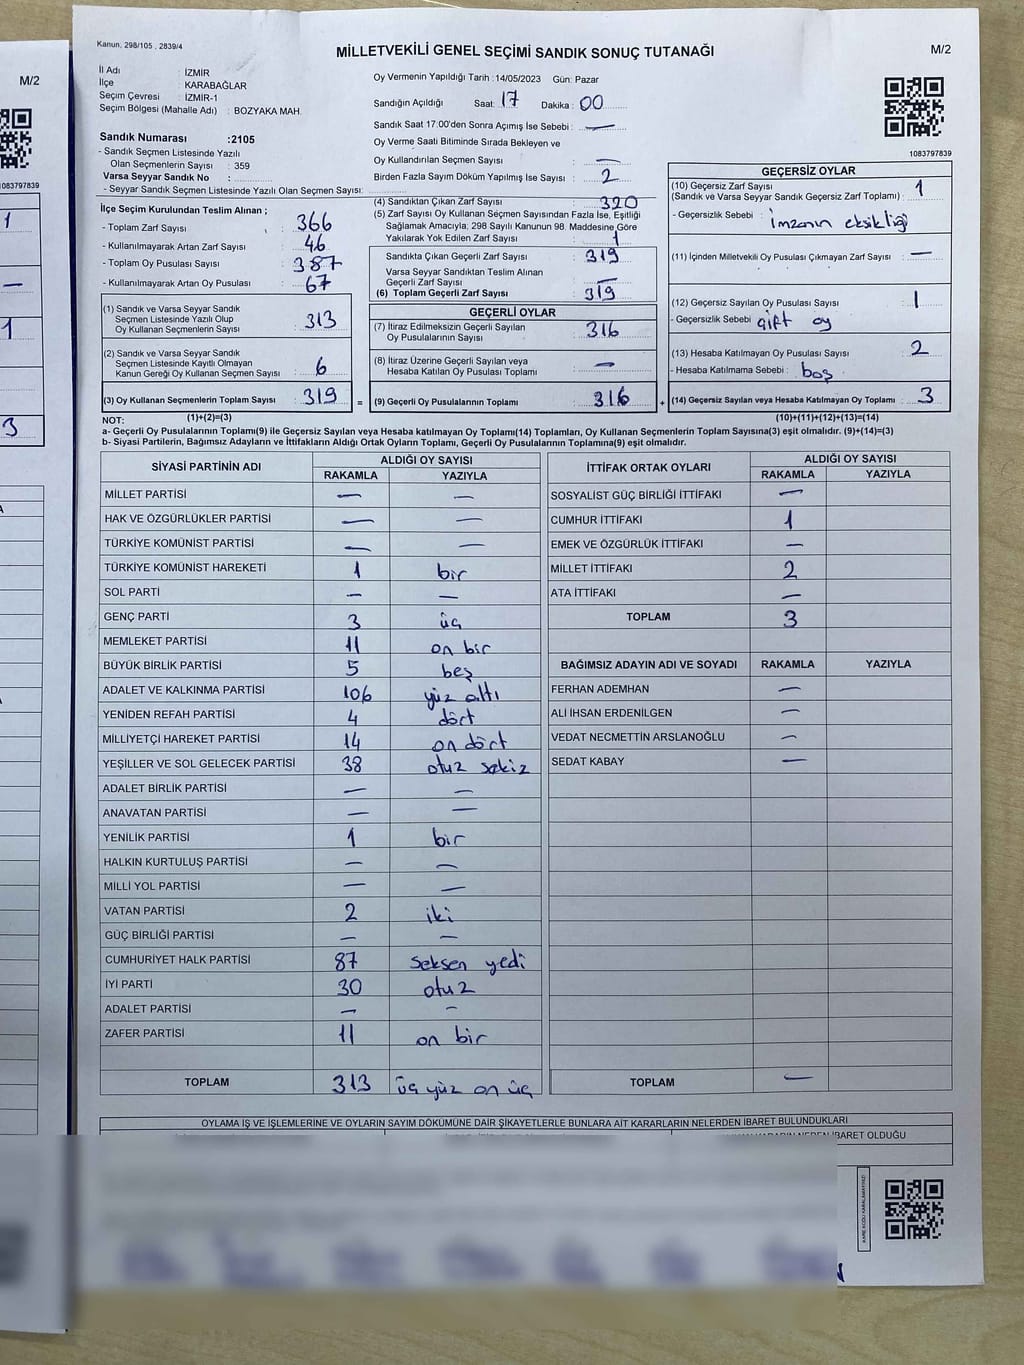 Kanun, 298/105 , 2839/4
MİLLETVEKİLİ GENEL SEÇİMİ SANDIK SONUÇ TUTANAĞI
M/2
M/2
İl Adı : İZMİR
İlçe : KARABAĞLAR
Seçim Çevresi : İZMİR-1
Seçim Bölgesi (Mahalle Adı) : BOZYAKA MAH.
Sandık Numarası :2105
- Sandık Seçmen Listesinde Yazılı
Olan Seçmenlerin Sayısı : 359
Varsa Seyyar Sandık No :
- Seyyar Sandık Seçmen Listesinde Yazılı Olan Seçmen Sayısı:
Oy Vermenin Yapıldığı Tarih :14/05/2023 Gün: Pazar
Sandığın Açıldığı Saat: 17 Dakika : 00
Sandık Saat 17:00'den Sonra Açımış İse Sebebi : —
Oy Verme Saati Bitiminde Sırada Bekleyen ve
Oy Kullandırılan Seçmen Sayısı : —
Birden Fazla Sayım Döküm Yapılmış İse Sayısı : 2
1083797839
1083797839
İlçe Seçim Kurulundan Teslim Alınan ;
- Toplam Zarf Sayısı : 366
- Kullanılmayarak Artan Zarf Sayısı : 46
- Toplam Oy Pusulası Sayısı : 387
- Kullanılmayarak Artan Oy Pusulası : 67
(4) Sandıktan Çıkan Zarf Sayısı : 320
(5) Zarf Sayısı Oy Kullanan Seçmen Sayısından Fazla İse, Eşitliği
Sağlamak Amacıyla, 298 Sayılı Kanunun 98. Maddesine Göre
Yakılarak Yok Edilen Zarf Sayısı : 1
Sandıkta Çıkan Geçerli Zarf Sayısı : 319
Varsa Seyyar Sandıktan Teslim Alınan
Geçerli Zarf Sayısı : —
(6) Toplam Geçerli Zarf Sayısı : 319
GEÇERSİZ OYLAR
(10) Geçersiz Zarf Sayısı
(Sandık ve Varsa Seyyar Sandık Geçersiz Zarf Toplamı) : 1
- Geçersizlik Sebebi : imzanın eksikliği
(11) İçinden Milletvekili Oy Pusulası Çıkmayan Zarf Sayısı : —
(12) Geçersiz Sayılan Oy Pusulası Sayısı : 1
- Geçersizlik Sebebi : çift oy
(13) Hesaba Katılmayan Oy Pusulası Sayısı : 2
- Hesaba Katılmama Sebebi : boş
(14) Geçersiz Sayılan veya Hesaba Katılmayan Oy Toplamı : 3
(10)+(11)+(12)+(13)=(14)
(1) Sandık ve Varsa Seyyar Sandık
Seçmen Listesinde Yazılı Olup
Oy Kullanan Seçmenlerin Sayısı : 313
(2) Sandık ve Varsa Seyyar Sandık
Seçmen Listesinde Kayıtlı Olmayan
Kanun Gereği Oy Kullanan Seçmen Sayısı : 6
(3) Oy Kullanan Seçmenlerin Toplam Sayısı : 319 =
(1)+(2)=(3)
GEÇERLİ OYLAR
(7) İtiraz Edilmeksizin Geçerli Sayılan
Oy Pusulalarının Sayısı : 316
(8) İtiraz Üzerine Geçerli Sayılan veya
Hesaba Katılan Oy Pusulası Toplamı : —
(9) Geçerli Oy Pusulalarının Toplamı : 316 +
NOT:
a- Geçerli Oy Pusulalarının Toplamı(9) ile Geçersiz Sayılan veya Hesaba katılmayan Oy Toplamı(14) Toplamları, Oy Kullanan Seçmenlerin Toplam Sayısına(3) eşit olmalıdır. (9)+(14)=(3)
b- Siyasi Partilerin, Bağımsız Adayların ve İttifakların Aldığı Ortak Oyların Toplamı, Geçerli Oy Pusulalarının Toplamına(9) eşit olmalıdır.
SİYASİ PARTİNİN ADI ALDIĞI OY SAYISI
RAKAMLA YAZIYLA
MİLLET PARTİSİ — —
HAK VE ÖZGÜRLÜKLER PARTİSİ — —
TÜRKİYE KOMÜNİST PARTİSİ — —
TÜRKİYE KOMÜNİST HAREKETİ 1 bir
SOL PARTİ — —
GENÇ PARTİ 3 üç
MEMLEKET PARTİSİ 11 on bir
BÜYÜK BİRLİK PARTİSİ 5 beş
ADALET VE KALKINMA PARTİSİ 106 yüz altı
YENİDEN REFAH PARTİSİ 4 dört
MİLLİYETÇİ HAREKET PARTİSİ 14 on dört
YEŞİLLER VE SOL GELECEK PARTİSİ 38 otuz sekiz
ADALET BİRLİK PARTİSİ — —
ANAVATAN PARTİSİ — —
YENİLİK PARTİSİ 1 bir
HALKIN KURTULUŞ PARTİSİ — —
MİLLİ YOL PARTİSİ — —
VATAN PARTİSİ 2 iki
GÜÇ BİRLİĞİ PARTİSİ — —
CUMHURİYET HALK PARTİSİ 87 seksen yedi
İYİ PARTİ 30 otuz
ADALET PARTİSİ — —
ZAFER PARTİSİ 11 on bir
TOPLAM 313 üç yüz on üç
İTTİFAK ORTAK OYLARI ALDIĞI OY SAYISI
RAKAMLA YAZIYLA
SOSYALİST GÜÇ BİRLİĞİ İTTİFAKI —
CUMHUR İTTİFAKI 1
EMEK VE ÖZGÜRLÜK İTTİFAKI —
MİLLET İTTİFAKI 2
ATA İTTİFAKI —
TOPLAM 3
BAĞIMSIZ ADAYIN ADI VE SOYADI RAKAMLA YAZIYLA
FERHAN ADEMHAN —
ALİ İHSAN ERDENİLGEN —
VEDAT NECMETTİN ARSLANOĞLU —
SEDAT KABAY —
TOPLAM —
OYLAMA İŞ VE İŞLEMLERİNE VE OYLARIN SAYIM DÖKÜMÜNE DAİR ŞİKAYETLERLE BUNLARA AİT KARARLARIN NELERDEN İBARET BULUNDUKLARI
İBARET OLDUĞU
KARE KODU KARALAMAYINIZ!
1
—
1
3